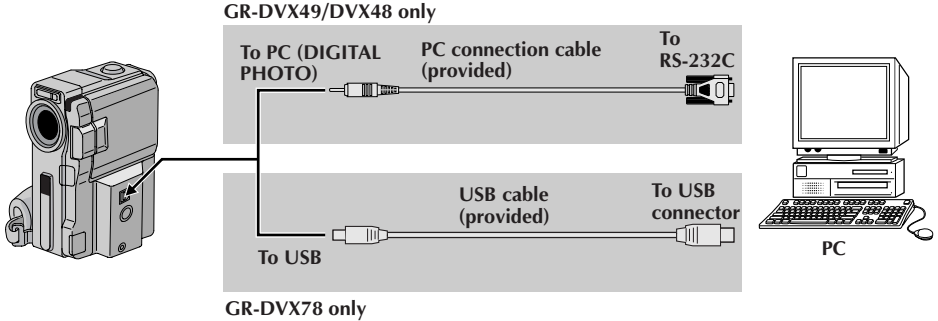 GR-DVX49/DVX48 only
To PC (DIGITAL
PHOTO)
PC connection cable
(provided)
To
RS-232C
USB cable
(provided)
To USB
connector
To USB
PC
GR-DVX78 only